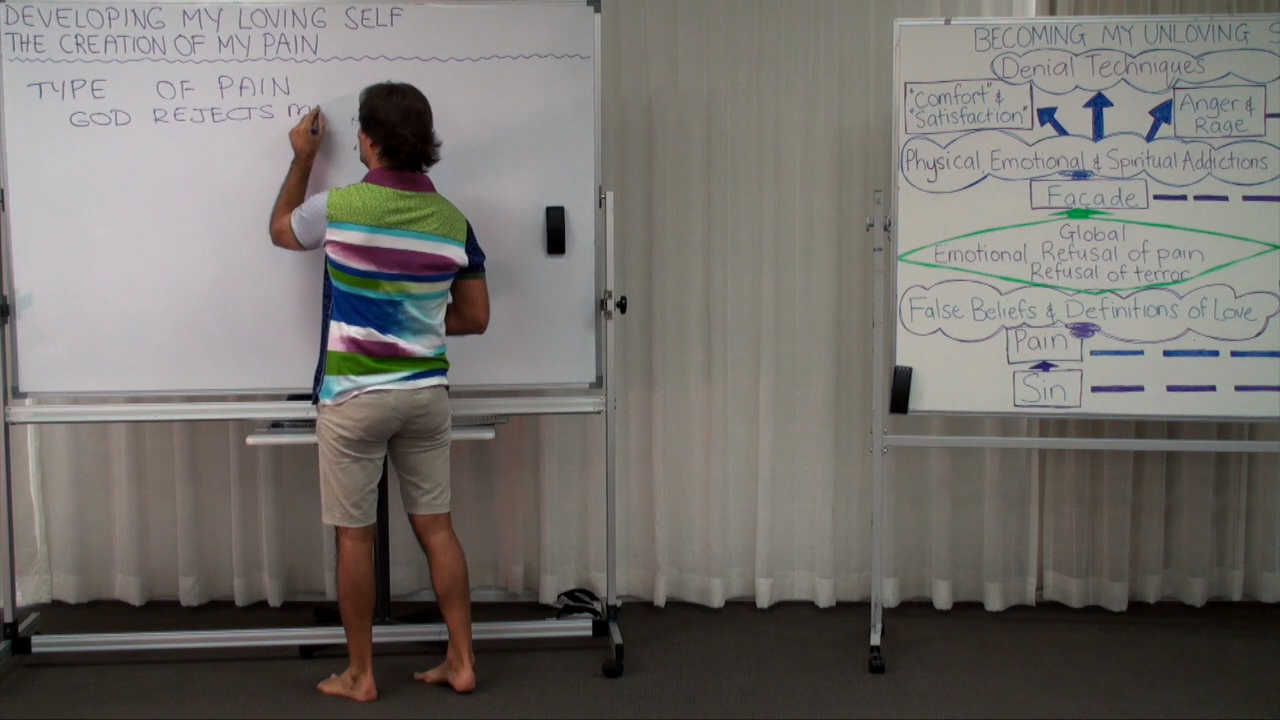 DEVELOPING MY LOVING SELF
THE CREATION OF MY PAIN
TYPE OF PAIN
GOD REJECTS M
BECOMING MY UNLOVING S
Denial Techniques
"Comfort" &
"Satisfaction"
Anger &
Rage
Physical, Emotional & Spiritual Addictions
Façade
Global
Emotional Refusal of pain
Refusal of terror
False Beliefs & Definitions of Love
Pain
Sin